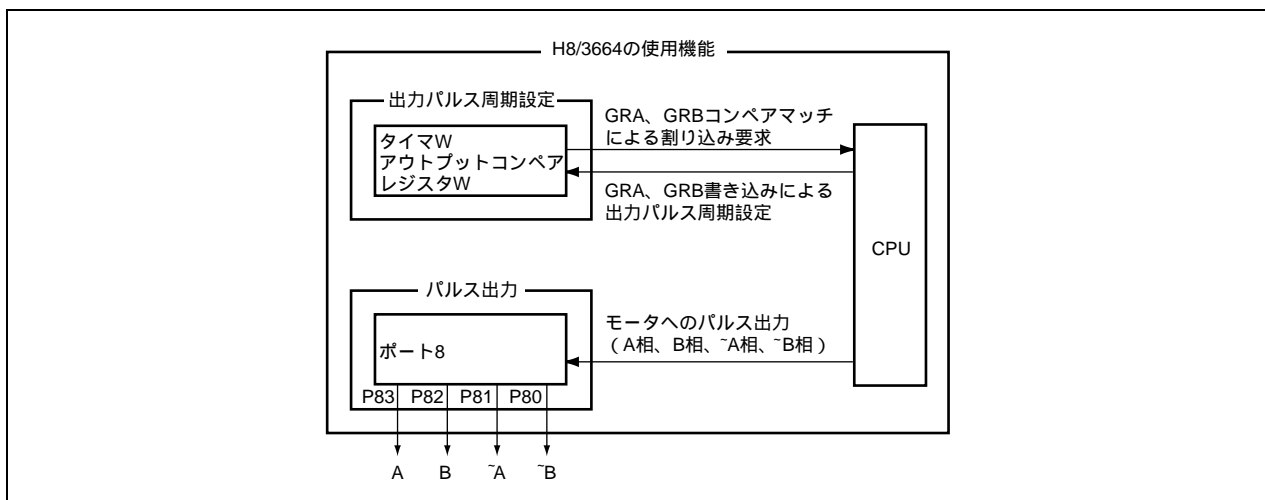 H8/3664の使用機能
出力パルス周期設定
タイマW
アウトプットコンペア
レジスタW
GRA、GRBコンペアマッチ
による割り込み要求
GRA、GRB書き込みによる
出力パルス周期設定
CPU
パルス出力
ポート8
モータへのパルス出力
(A相、B相、~A相、~B相)
P83 P82 P81 P80
A B ~A ~B